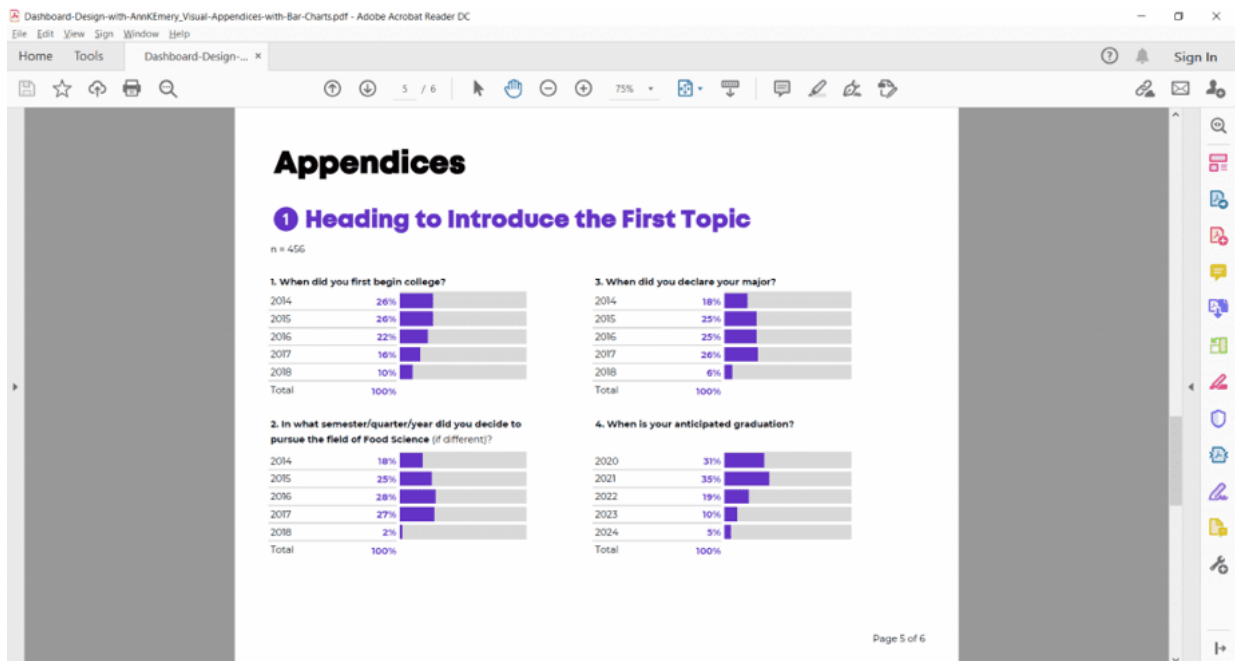 Dashboard-Design-with-AnnKEmery_Visual-Appendices-with-Bar-Charts.pdf - Adobe Acrobat Reader DC
File Edit View Sign Window Help
Home Tools Dashboard-Design-... × Sign In
5 / 6 75%
Appendices
1 Heading to Introduce the First Topic
n = 456
1. When did you first begin college?
2014 26%
2015 26%
2016 22%
2017 16%
2018 10%
Total 100%
2. In what semester/quarter/year did you decide to
pursue the field of Food Science (if different)?
2014 18%
2015 25%
2016 28%
2017 27%
2018 2%
Total 100%
3. When did you declare your major?
2014 18%
2015 25%
2016 25%
2017 26%
2018 6%
Total 100%
4. When is your anticipated graduation?
2020 31%
2021 35%
2022 19%
2023 10%
2024 5%
Total 100%
Page 5 of 6